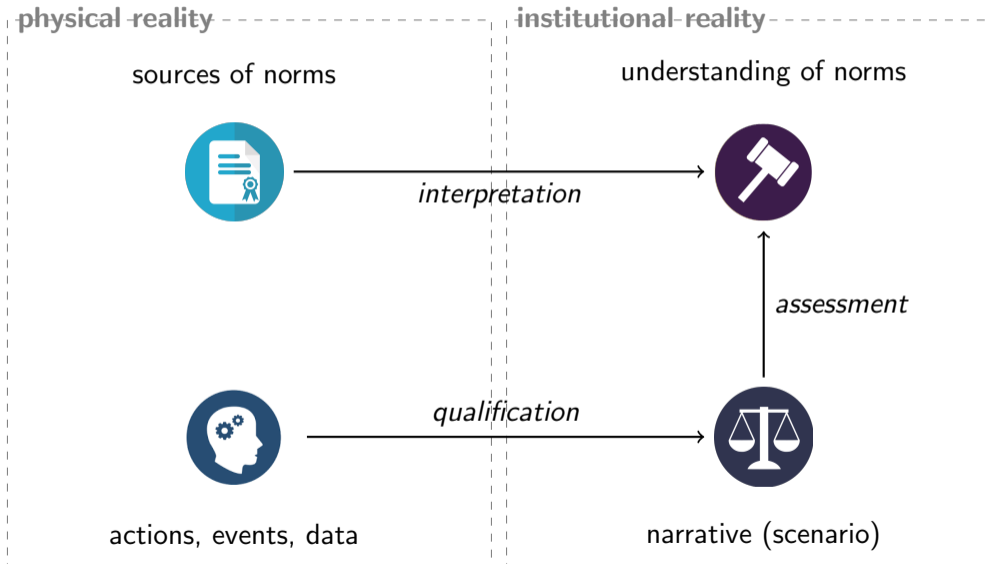 physical reality
institutional reality
sources of norms
understanding of norms
interpretation
assessment
qualification
actions, events, data
narrative (scenario)